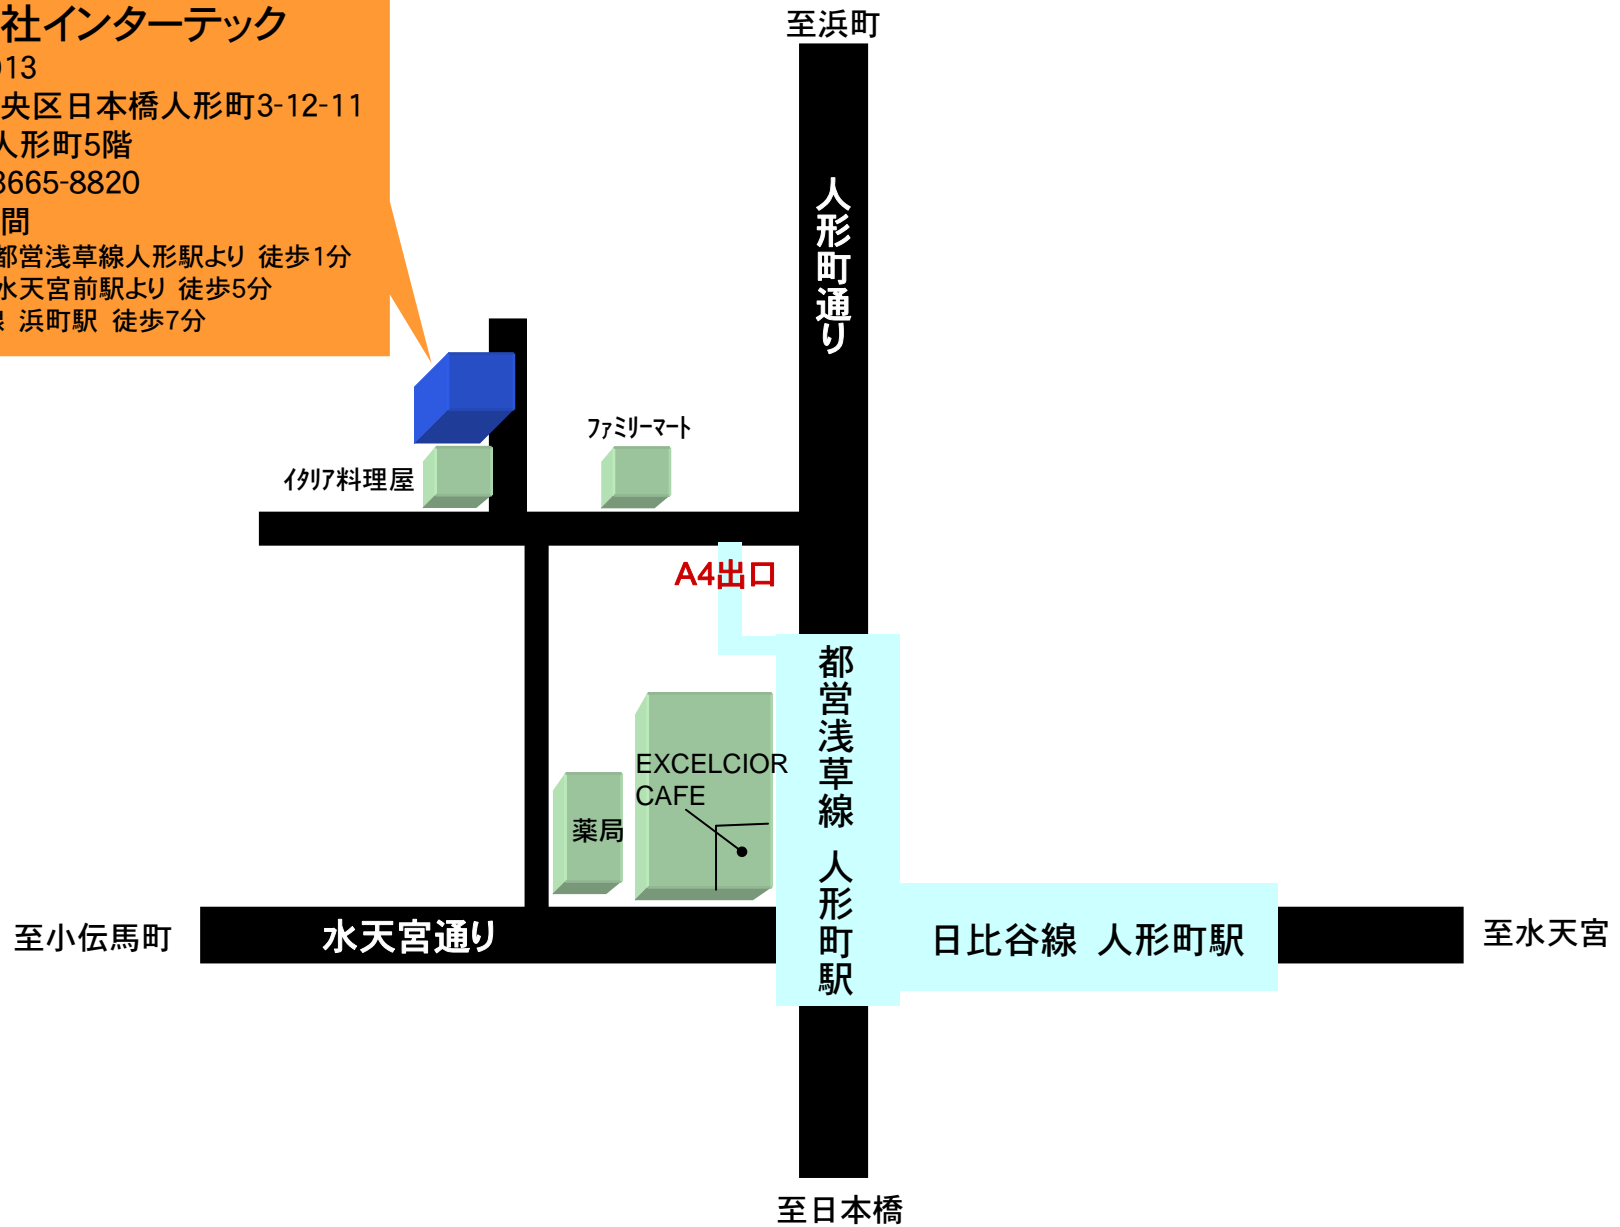 社インターテック
013
央区日本橋人形町3-12-11
人形町5階
3665-8820
間
都営浅草線人形駅より 徒歩1分
水天宮前駅より 徒歩5分
線 浜町駅 徒歩7分
至浜町
人形町通り
ファミリーマート
イタリア料理屋
A4出口
都営浅草線 人形町駅
EXCELCIOR
CAFE
薬局
至小伝馬町
水天宮通り
日比谷線 人形町駅
至水天宮
至日本橋